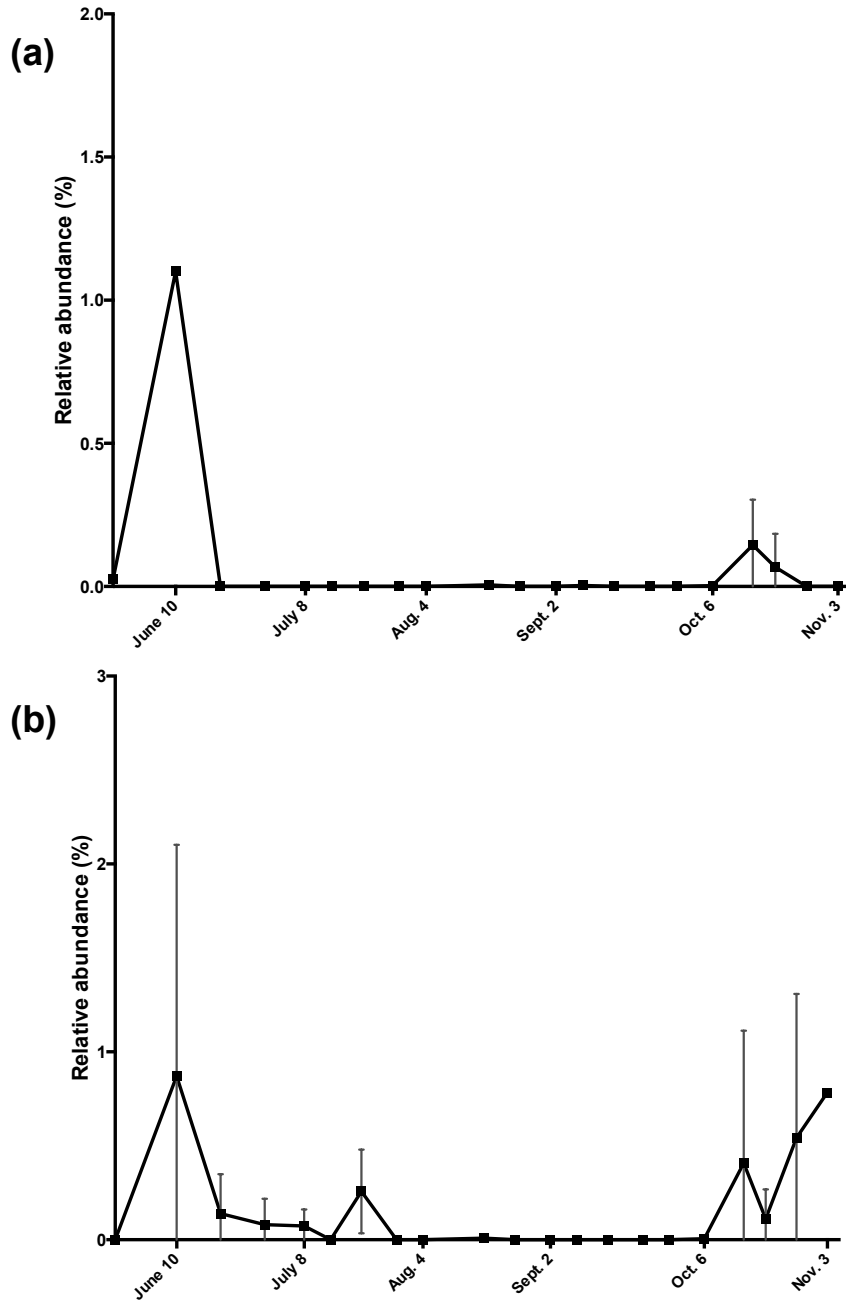 (a)
Relative abundance (%)
2.0
1.5
1.0
0.5
0.0
June 10
July 8
Aug. 4
Sept. 2
Oct. 6
Nov. 3
(b)
Relative abundance (%)
3
2
1
0
June 10
July 8
Aug. 4
Sept. 2
Oct. 6
Nov. 3